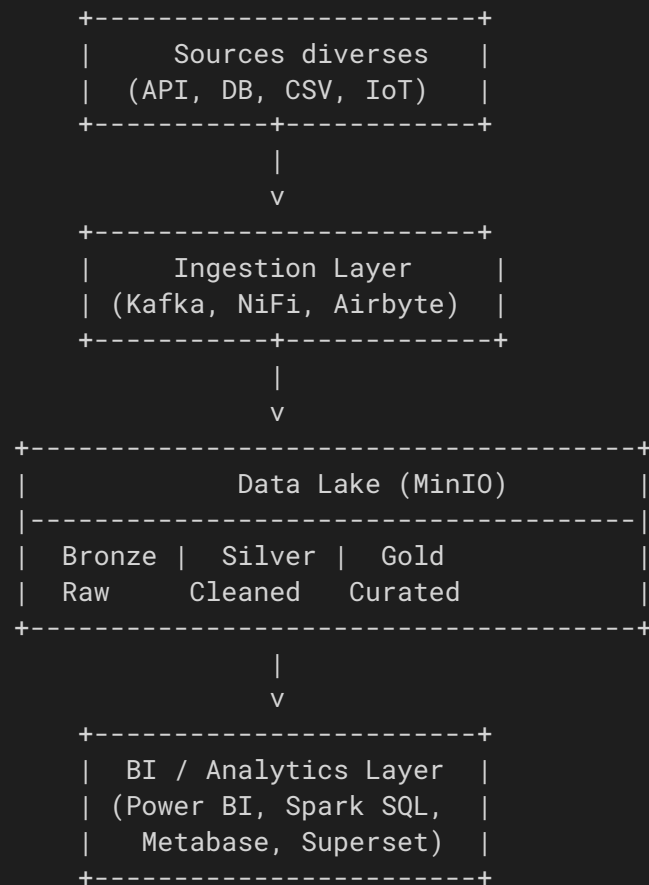 +------------------------+
|     Sources diverses   |
|  (API, DB, CSV, IoT)   |
+-----------+------------+
|
v
+------------------------+
|     Ingestion Layer     |
| (Kafka, NiFi, Airbyte)  |
+-----------+-------------+
|
v
+--------------------------------------+
|             Data Lake (MinIO)        |
|--------------------------------------|
|  Bronze |  Silver |  Gold            |
|  Raw     Cleaned   Curated           |
+--------------------------------------+
|
v
+------------------------+
|  BI / Analytics Layer  |
| (Power BI, Spark SQL,  |
|   Metabase, Superset)  |
+------------------------+